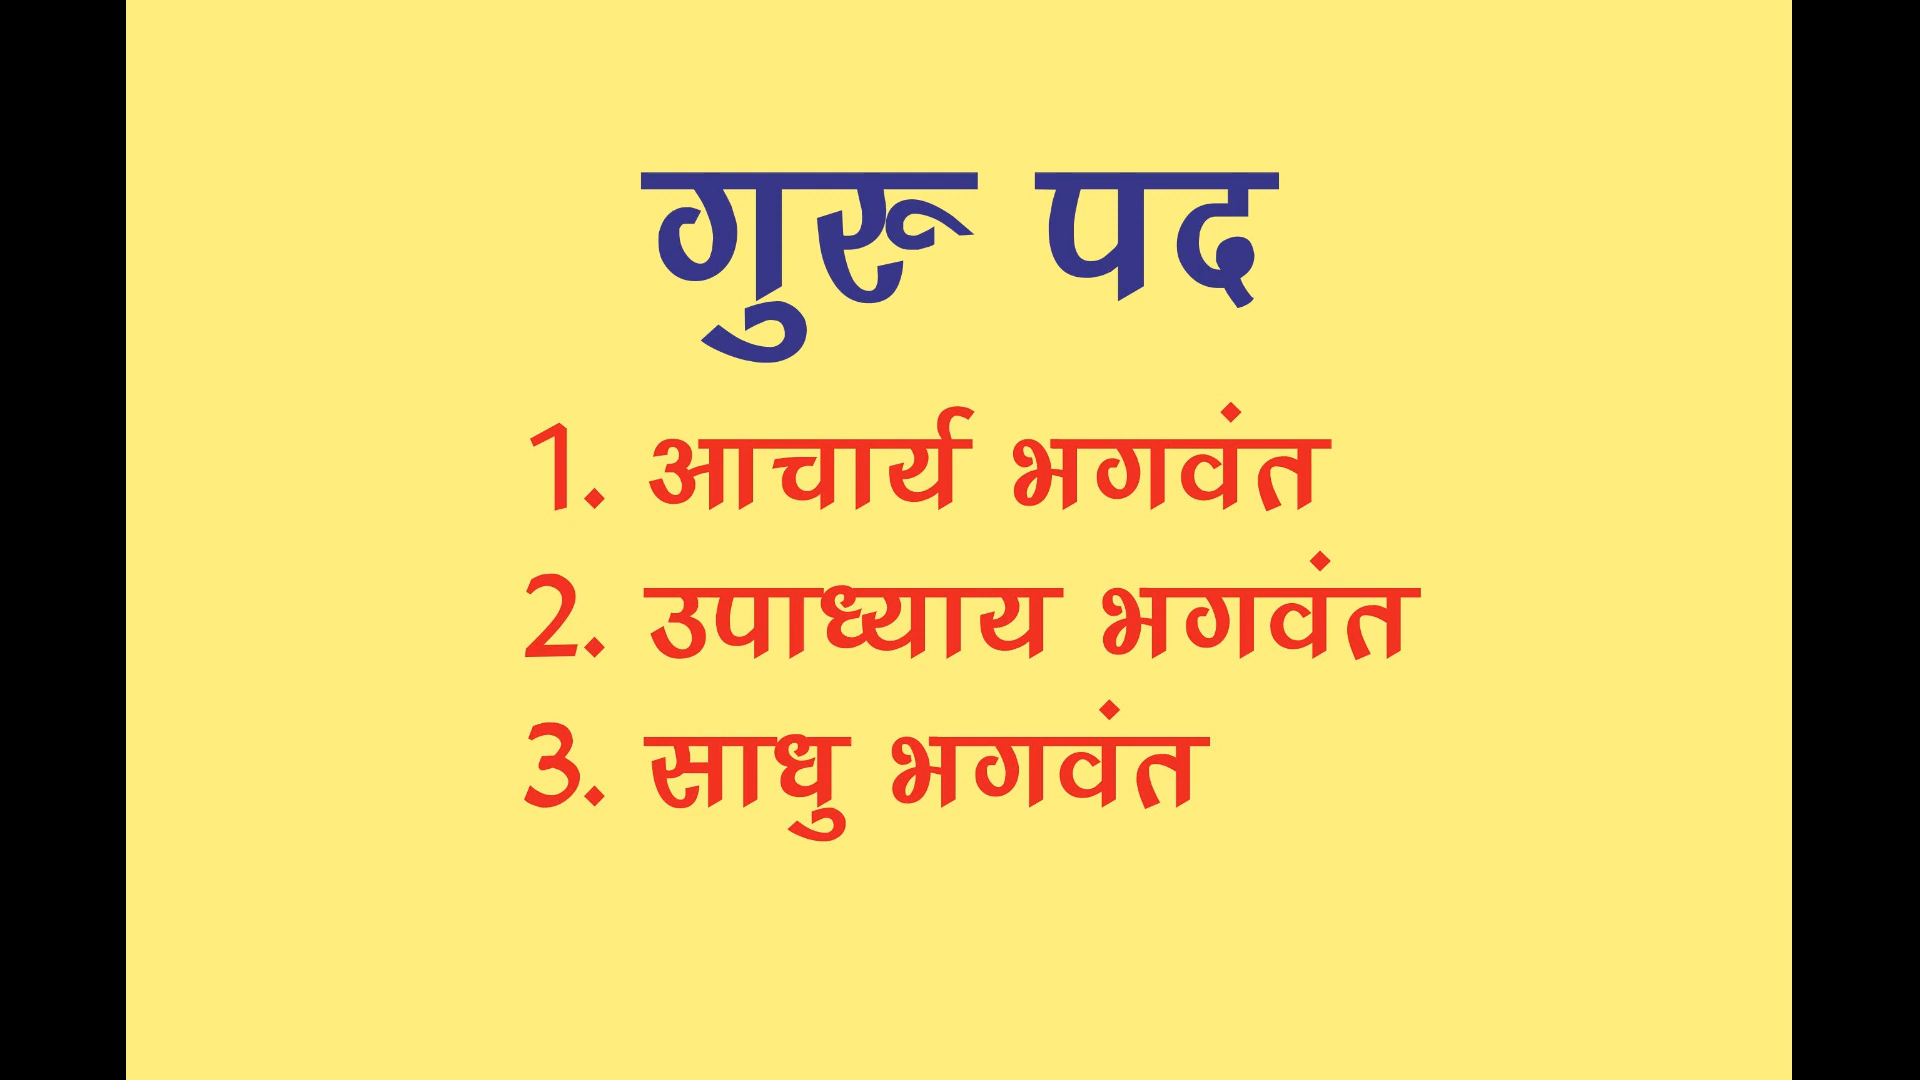 गुरू पद
1. आचार्य भगवंत
2. उपाध्याय भगवंत
3. साधु भगवंत